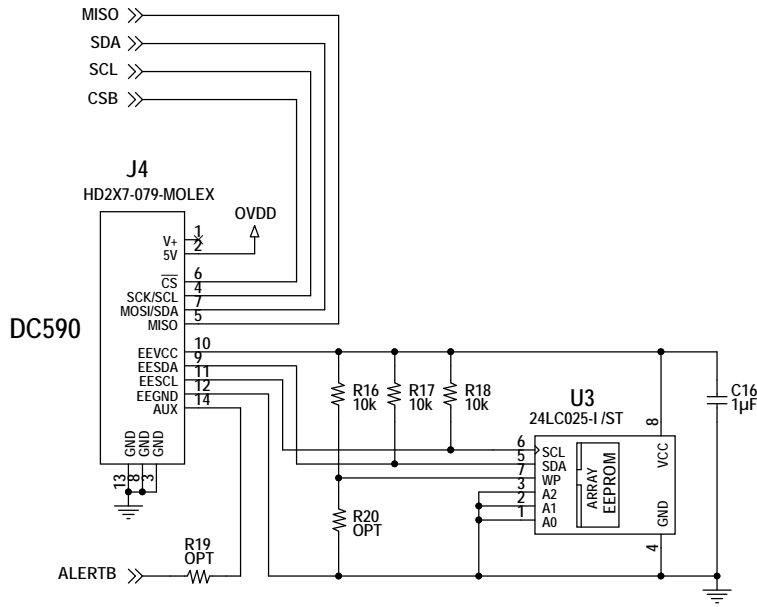 MISO
SDA
SCL
CSB
J4
HD2X7-079-MOLEX
OVDD
V+ 1
5V 2
CS 6
SCK/SCL 4
MOSI/SDA 7
MISO 5
DC590
EEVCC 10
EESDA 9
EESCL 11
EEGND 12
AUX 14
GND GND GND
13 8 3
R16
10k
R17
10k
R18
10k
U3
24LC025-I /ST
C16
1µF
8
6 SCL
5 SDA
7 WP
3 A2
2 A1
1 A0
ARRAY
EEPROM
VCC
GND
4
R20
OPT
R19
OPT
ALERTB